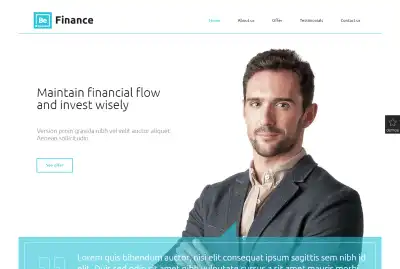 Be Finance
Home About us Offer Testimonials Contact us
Maintain financial flow
and invest wisely
Version proin gravida nibh vel velit auctor aliquet
Aenean sollicitudin
See offer
Lorem quis bibendum auctor, nisi elit consequat ipsum sagittis sem nibh id
elit. Duis sed odio sit amet nibh vulputate cursus a sit amet mauris morbi